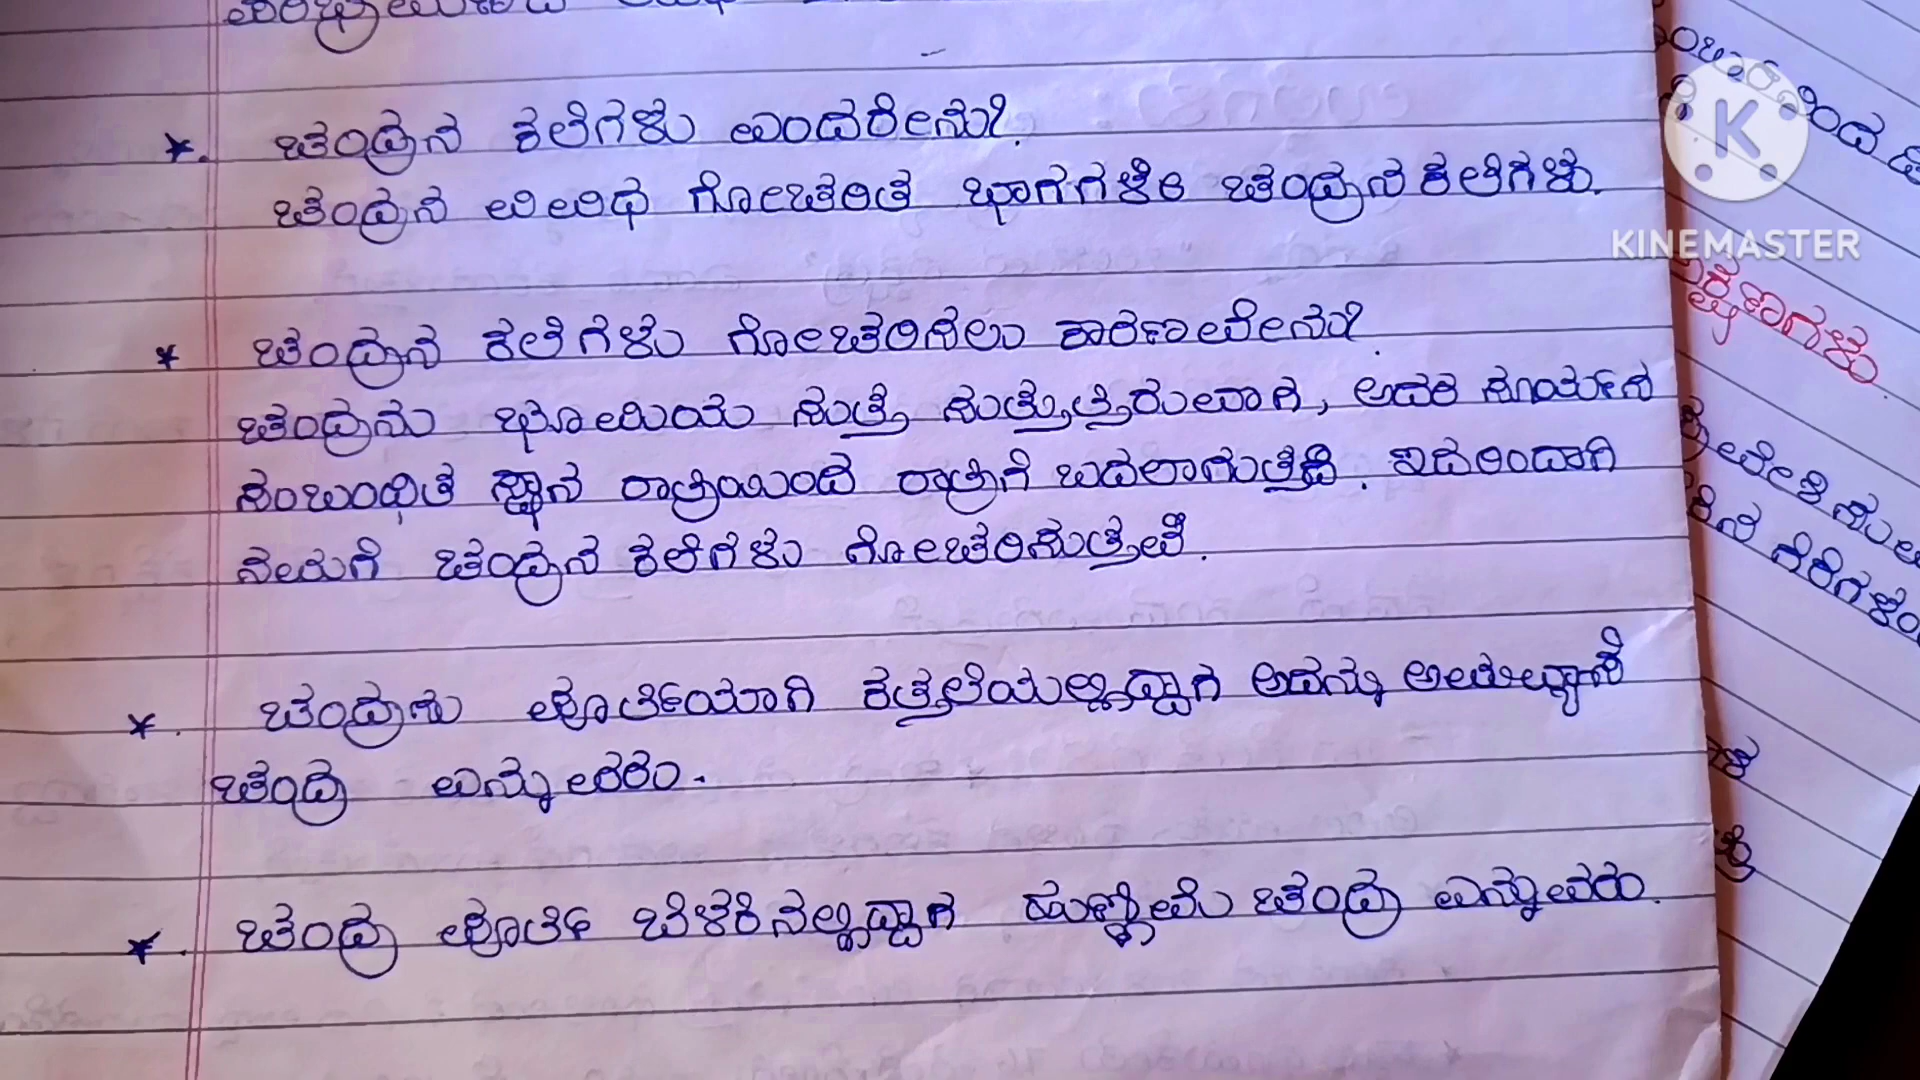 * ಚಂದ್ರನ ಕಲೆಗಳು ಎಂದರೇನು?
ಚಂದ್ರನ ವಿವಿಧ ಗೋಚರಿತ ಭಾಗಗಳೇ ಚಂದ್ರನ ಕಲೆಗಳು.
* ಚಂದ್ರನ ಕಲೆಗಳು ಗೋಚರಿಸಲು ಕಾರಣವೇನು?
ಚಂದ್ರನು ಭೂಮಿಯ ಸುತ್ತ ಸುತ್ತುತ್ತಿರುವಾಗ, ಅದರ ಸೂರ್ಯನ
ಸಂಬಂಧಿತ ಸ್ಥಾನ ರಾತ್ರಿಯಿಂದ ರಾತ್ರಿಗೆ ಬದಲಾಗುತ್ತದೆ. ಇದರಿಂದಾಗಿ
ನಮಗೆ ಚಂದ್ರನ ಕಲೆಗಳು ಗೋಚರಿಸುತ್ತವೆ.
* ಚಂದ್ರನು ಪೂರ್ತಿಯಾಗಿ ಕತ್ತಲೆಯಲ್ಲಿದ್ದಾಗ ಅದನ್ನು ಅಮವಾಸ್ಯೆ
ಚಂದ್ರ ಎನ್ನುವರು.
* ಚಂದ್ರ ಪೂರ್ತಿ ಬೆಳಕಿನಲ್ಲಿದ್ದಾಗ ಹುಣ್ಣಿಮೆ ಚಂದ್ರ ಎನ್ನುವರು.
KINEMASTER